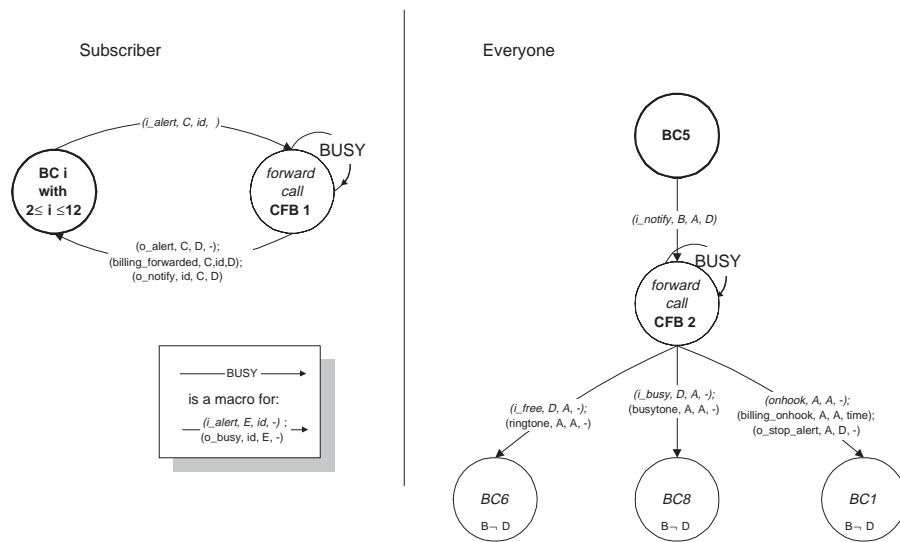 Subscriber
Everyone
(i_alert, C, id, )
BC i
with
2≤ i ≤12
forward
call
CFB 1
BUSY
(o_alert, C, D, -);
(billing_forwarded, C,id,D);
(o_notify, id, C, D)
BUSY
is a macro for:
(i_alert, E, id, -) ;
(o_busy, id, E, -)
BC5
(i_notify, B, A, D)
BUSY
forward
call
CFB 2
(i_free, D, A, -);
(ringtone, A, A, -)
(i_busy, D, A, -);
(busytone, A, A, -)
(onhook, A, A, -);
(billing_onhook, A, A, time);
(o_stop_alert, A, D, -)
BC6
B¬ D
BC8
B¬ D
BC1
B¬ D